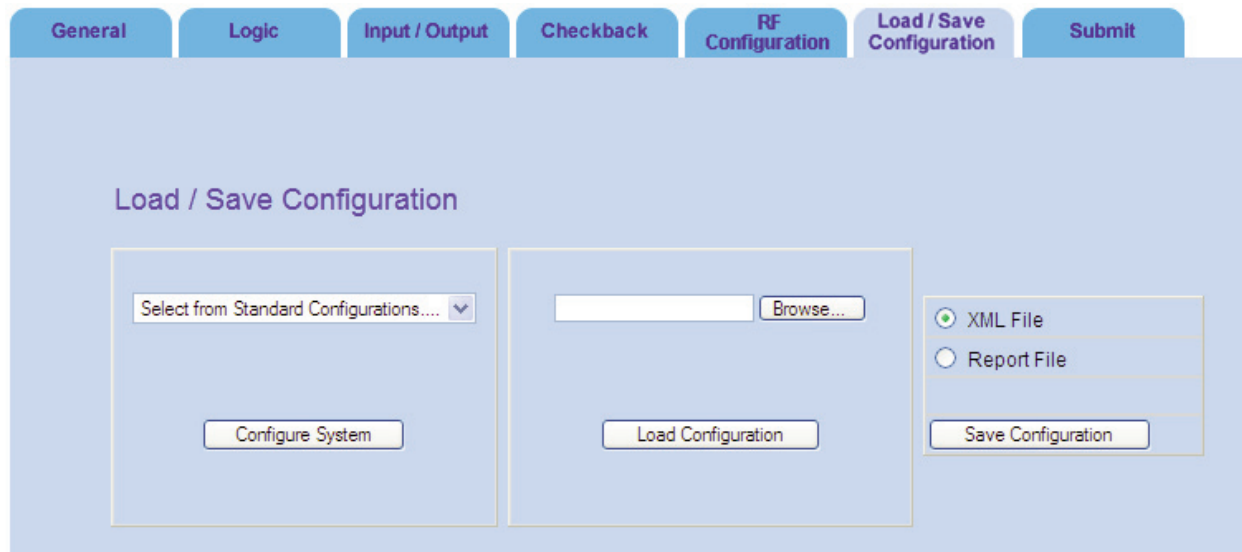 General
Logic
Input / Output
Checkback
RF
Configuration
Load / Save
Configuration
Submit
Load / Save Configuration
Select from Standard Configurations....
Configure System
Browse...
Load Configuration
XML File
Report File
Save Configuration